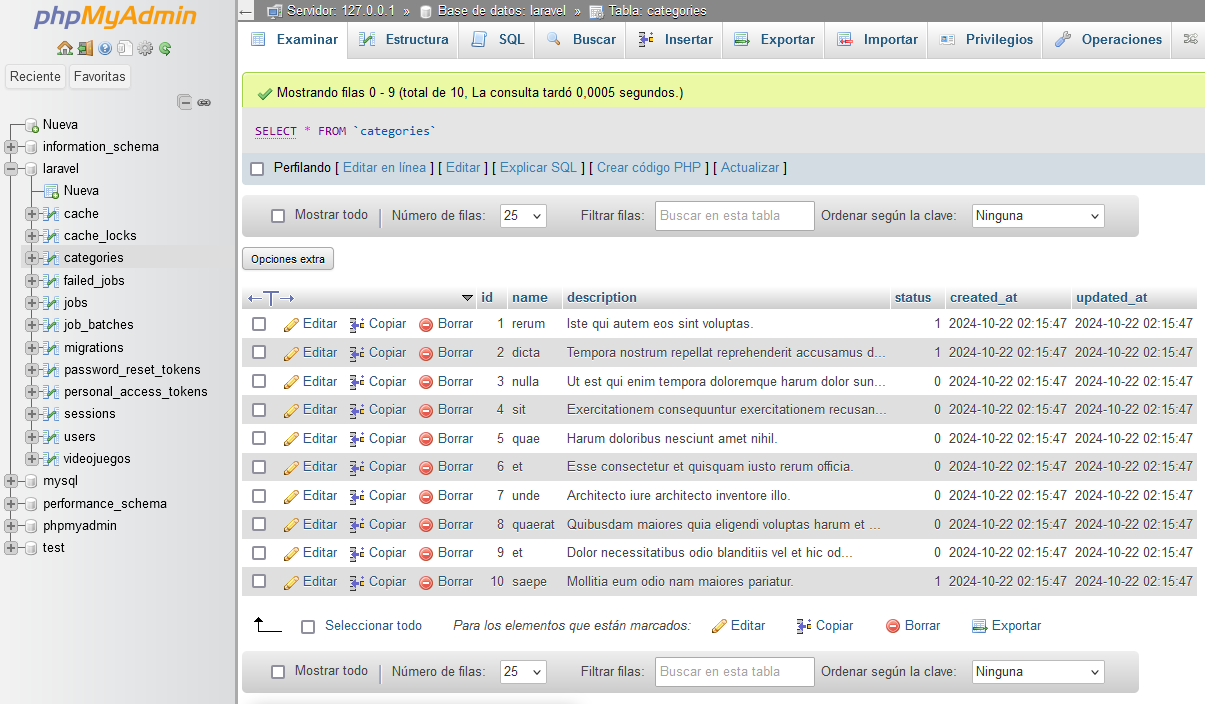 phpMyAdmin
Reciente Favoritas
Nueva
information_schema
laravel
Nueva
cache
cache_locks
categories
failed_jobs
jobs
job_batches
migrations
password_reset_tokens
personal_access_tokens
sessions
users
videojuegos
mysql
performance_schema
phpmyadmin
test
Servidor: 127.0.0.1 » Base de datos: laravel » Tabla: categories
Examinar Estructura SQL Buscar Insertar Exportar Importar Privilegios Operaciones
Mostrando filas 0 - 9 (total de 10, La consulta tardó 0,0005 segundos.)
SELECT * FROM `categories`
Perfilando [ Editar en línea ] [ Editar ] [ Explicar SQL ] [ Crear código PHP ] [ Actualizar ]
Mostrar todo | Número de filas: 25 Filtrar filas: Buscar en esta tabla Ordenar según la clave: Ninguna
Opciones extra
←T→ id name description status created_at updated_at
Editar Copiar Borrar 1 rerum Iste qui autem eos sint voluptas. 1 2024-10-22 02:15:47 2024-10-22 02:15:47
Editar Copiar Borrar 2 dicta Tempora nostrum repellat reprehenderit accusamus d... 1 2024-10-22 02:15:47 2024-10-22 02:15:47
Editar Copiar Borrar 3 nulla Ut est qui enim tempora doloremque harum dolor sun... 0 2024-10-22 02:15:47 2024-10-22 02:15:47
Editar Copiar Borrar 4 sit Exercitationem consequuntur exercitationem recusan... 0 2024-10-22 02:15:47 2024-10-22 02:15:47
Editar Copiar Borrar 5 quae Harum doloribus nesciunt amet nihil. 0 2024-10-22 02:15:47 2024-10-22 02:15:47
Editar Copiar Borrar 6 et Esse consectetur et quisquam iusto rerum officia. 0 2024-10-22 02:15:47 2024-10-22 02:15:47
Editar Copiar Borrar 7 unde Architecto iure architecto inventore illo. 0 2024-10-22 02:15:47 2024-10-22 02:15:47
Editar Copiar Borrar 8 quaerat Quibusdam maiores quia eligendi voluptas harum et ... 0 2024-10-22 02:15:47 2024-10-22 02:15:47
Editar Copiar Borrar 9 et Dolor necessitatibus odio blanditiis vel et hic od... 0 2024-10-22 02:15:47 2024-10-22 02:15:47
Editar Copiar Borrar 10 saepe Mollitia eum odio nam maiores pariatur. 1 2024-10-22 02:15:47 2024-10-22 02:15:47
Seleccionar todo Para los elementos que están marcados: Editar Copiar Borrar Exportar
Mostrar todo | Número de filas: 25 Filtrar filas: Buscar en esta tabla Ordenar según la clave: Ninguna